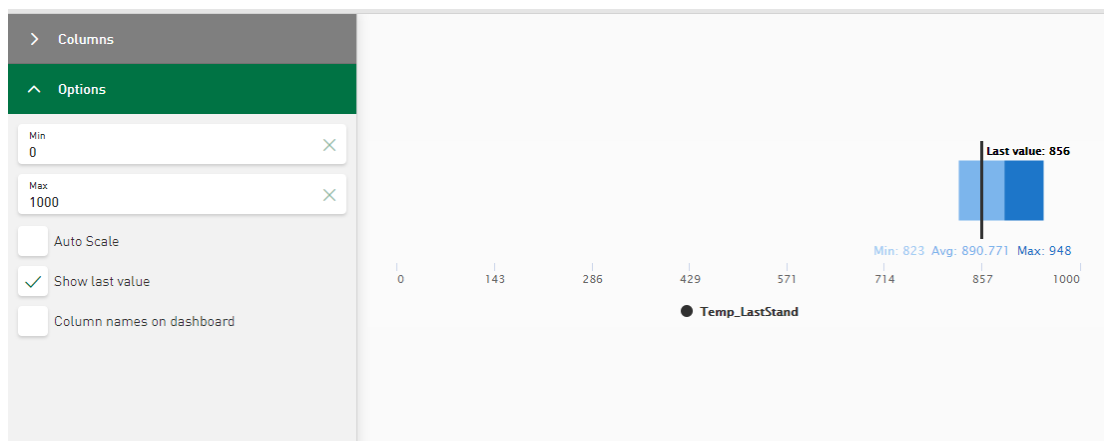 Columns
Options
Min
0
Max
1000
Auto Scale
Show last value
Column names on dashboard
Last value: 856
Min: 823 Avg: 890.771 Max: 948
0 143 286 429 571 714 857 1000
Temp_LastStand